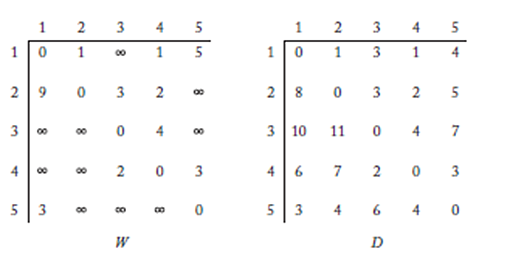 1 2 3 4 5
1 0 1 ∞ 1 5
2 9 0 3 2 ∞
3 ∞ ∞ 0 4 ∞
4 ∞ ∞ 2 0 3
5 3 ∞ ∞ ∞ 0
W
1 2 3 4 5
1 0 1 3 1 4
2 8 0 3 2 5
3 10 11 0 4 7
4 6 7 2 0 3
5 3 4 6 4 0
D